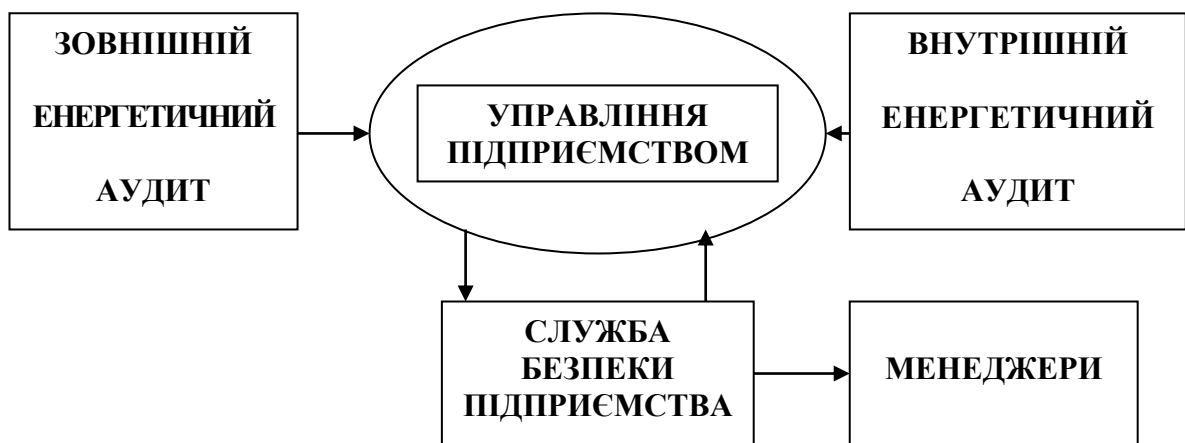 ЗОВНІШНІЙ
ЕНЕРГЕТИЧНИЙ
АУДИТ
УПРАВЛІННЯ
ПІДПРИЄМСТВОМ
ВНУТРІШНІЙ
ЕНЕРГЕТИЧНИЙ
АУДИТ
СЛУЖБА
БЕЗПЕКИ
ПІДПРИЄМСТВА
МЕНЕДЖЕРИ